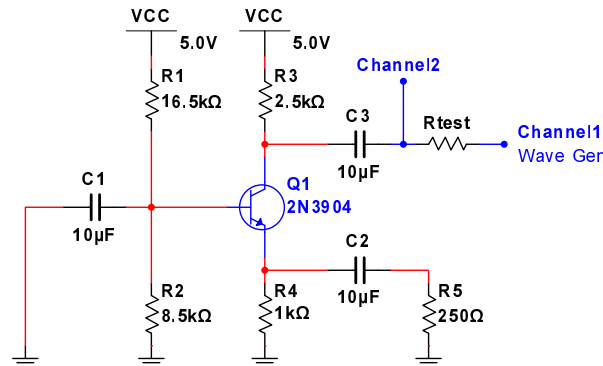 VCC
5.0V
VCC
5.0V
R1
16.5kΩ
R3
2.5kΩ
Channel2
C3
10µF
Rtest
Channel1
Wave Gen
C1
10µF
Q1
2N3904
C2
10µF
R2
8.5kΩ
R4
1kΩ
R5
250Ω